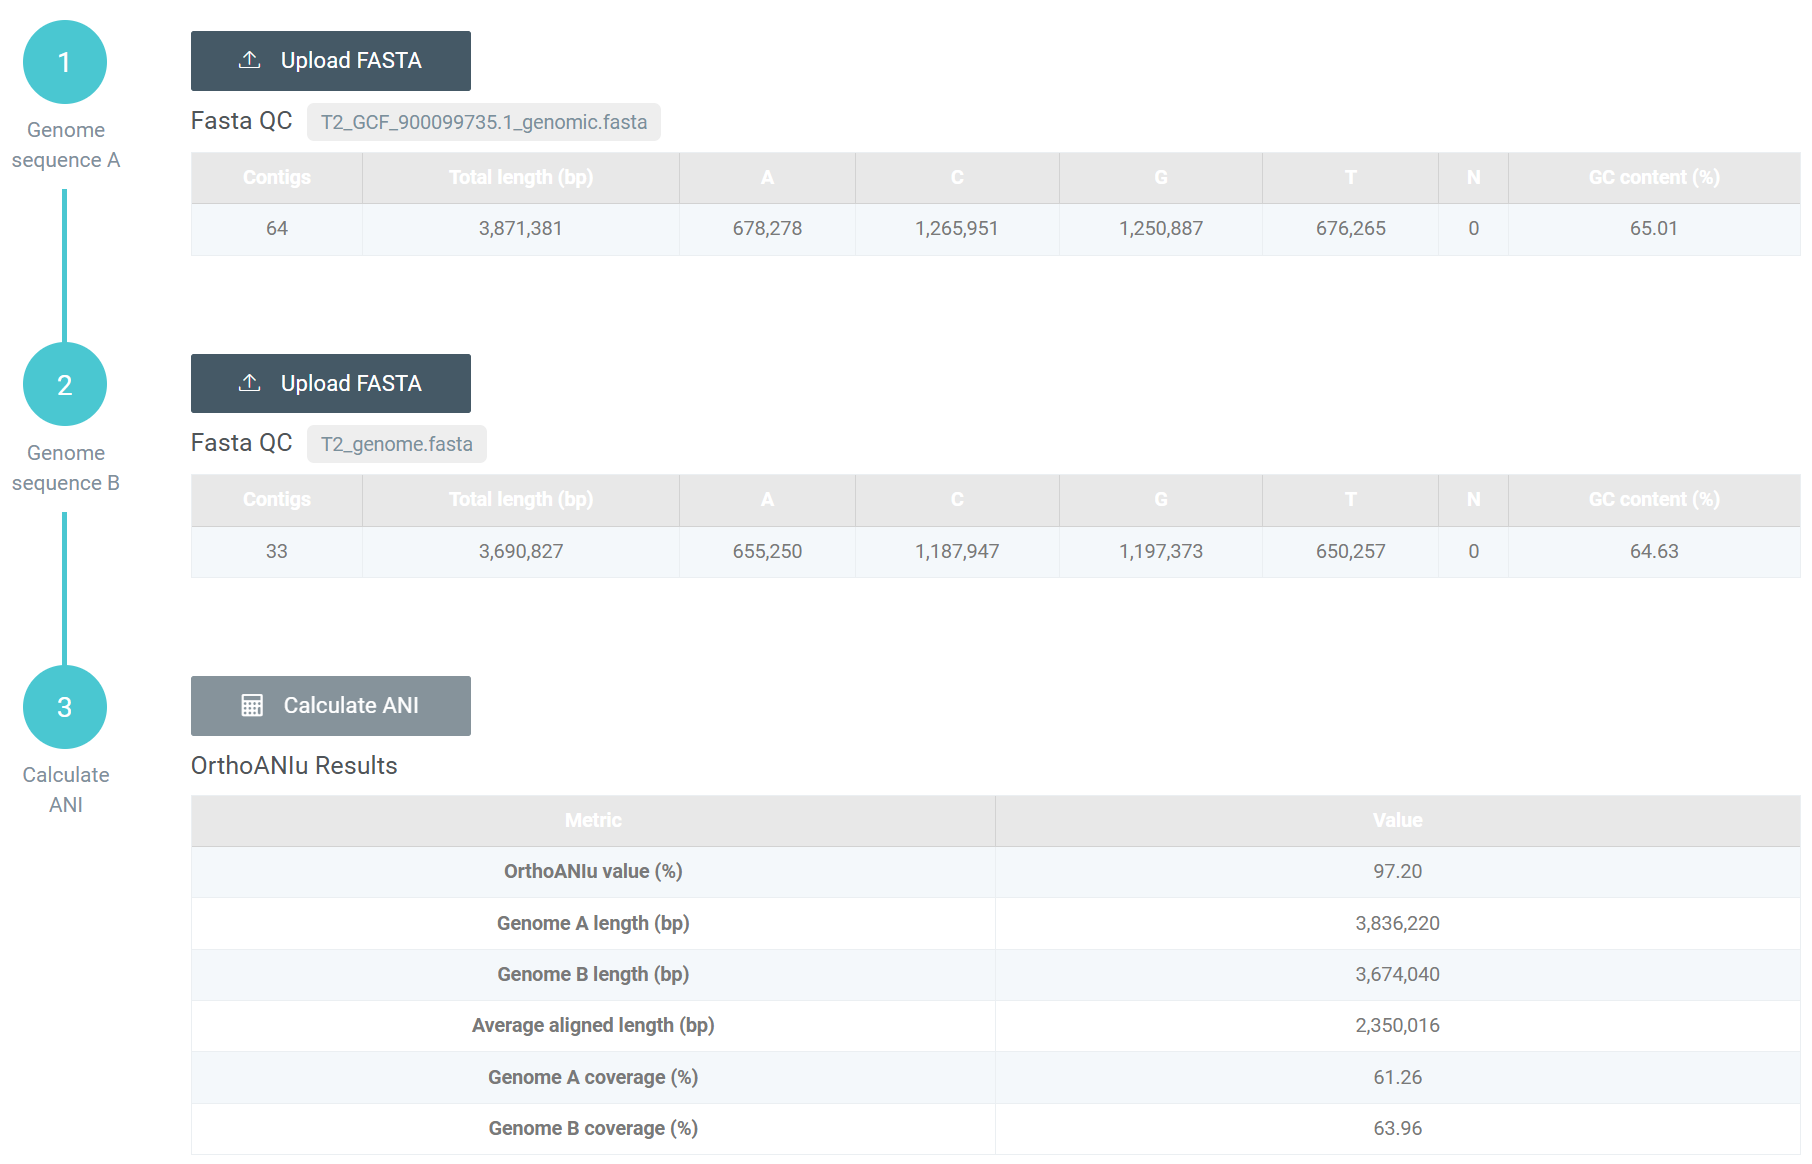 1
Genome
sequence A
Upload FASTA
Fasta QC T2_GCF_900099735.1_genomic.fasta
Contigs Total length (bp) A C G T N GC content (%)
64 3,871,381 678,278 1,265,951 1,250,887 676,265 0 65.01
2
Genome
sequence B
Upload FASTA
Fasta QC T2_genome.fasta
Contigs Total length (bp) A C G T N GC content (%)
33 3,690,827 655,250 1,187,947 1,197,373 650,257 0 64.63
3
Calculate
ANI
Calculate ANI
OrthoANIu Results
Metric Value
OrthoANIu value (%) 97.20
Genome A length (bp) 3,836,220
Genome B length (bp) 3,674,040
Average aligned length (bp) 2,350,016
Genome A coverage (%) 61.26
Genome B coverage (%) 63.96